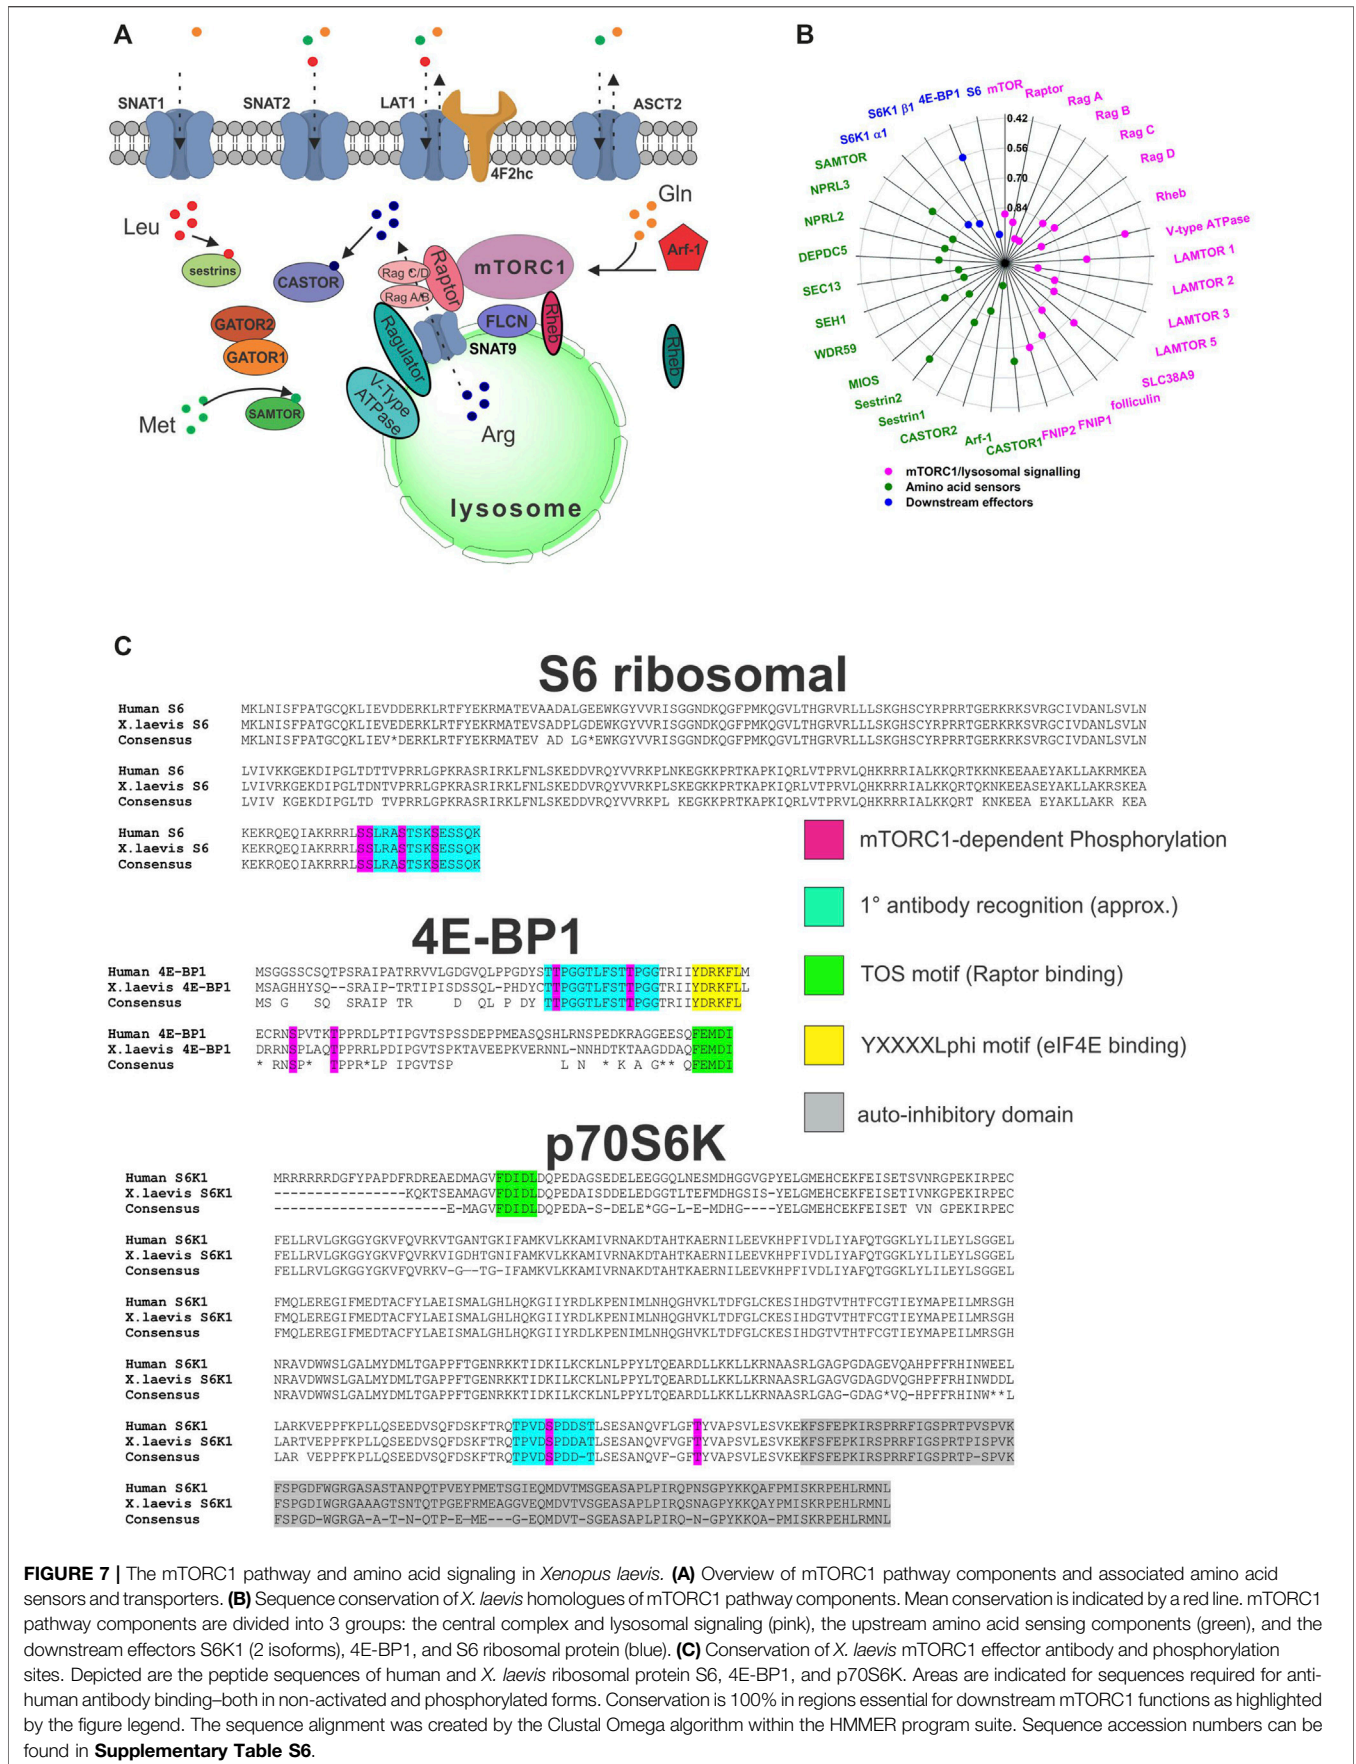 A
SNAT1
SNAT2
LAT1
ASCT2
4F2hc
Leu
sestrins
CASTOR
Rag C/D
Rag A/B
Raptor
mTORC1
Gln
Arf-1
GATOR2
GATOR1
Ragulator
SNAT9
FLCN
Rheb
Rheb
V-Type
ATPase
Met
SAMTOR
Arg
lysosome
B
mTOR
Raptor
Rag A
Rag B
Rag C
Rag D
Rheb
V-type ATPase
LAMTOR 1
LAMTOR 2
LAMTOR 3
LAMTOR 5
SLC38A9
folliculin
FNIP1
FNIP2
CASTOR1
Arf-1
CASTOR2
Sestrin1
Sestrin2
MIOS
WDR59
SEH1
SEC13
DEPDC5
NPRL2
NPRL3
SAMTOR
S6K1 α1
S6K1 β1
4E-BP1
S6
0.42
0.56
0.70
0.84
mTORC1/lysosomal signalling
Amino acid sensors
Downstream effectors
C
S6 ribosomal
Human S6 MKLNISFPATGCQKLIEVDDERKLRTFYEKRMATEVAADALGEEWKGYVVRISGGNDKQGFPMKQGVLTHGRVRLLLSKGHSCYRPRRTGERKRKSVRGCIVDANLSVLN
X.laevis S6 MKLNISFPATGCQKLIEVEDERKLRTFYEKRMATEVSADPLGDEWKGYVVRISGGNDKQGFPMKQGVLTHGRVRLLLSKGHSCYRPRRTGERKRKSVRGCIVDANLSVLN
Consensus MKLNISFPATGCQKLIEV*DERKLRTFYEKRMATEV AD LG*EWKGYVVRISGGNDKQGFPMKQGVLTHGRVRLLLSKGHSCYRPRRTGERKRKSVRGCIVDANLSVLN
Human S6 LVIVKKGEKDIPGLTDTTVPRRLGPKRASRIRKLFNLSKEDDVRQYVVRKPLNKEGKKPRTKAPKIQRLVTPRVLQHKRRRIALKKQRTKKNKEEAAEYAKLLAKRMKEA
X.laevis S6 LVIVRKGEKDIPGLTDNTVPRRLGPKRASRIRKLFNLSKEDDVRQYVVRKPLSKEGKKPRTKAPKIQRLVTPRVLQHKRRRIALKKQRTQKNKEEASEYAKLLAKRSKEA
Consensus LVIV KGEKDIPGLTD TVPRRLGPKRASRIRKLFNLSKEDDVRQYVVRKPL KEGKKPRTKAPKIQRLVTPRVLQHKRRRIALKKQRT KNKEEA EYAKLLAKR KEA
Human S6 KEKRQEQIAKRRRLSSLRASTSKSESSQK
X.laevis S6 KEKRQEQIAKRRRLSSLRASTSKSESSQK
Consensus KEKRQEQIAKRRRLSSLRASTSKSESSQK
mTORC1-dependent Phosphorylation
1° antibody recognition (approx.)
TOS motif (Raptor binding)
YXXXXLphi motif (eIF4E binding)
auto-inhibitory domain
4E-BP1
Human 4E-BP1 MSGGSSCSQTPSRAIPATRRVVLGDGVQLPPGDYSTTPGGTLFSTTPGGTRIIYDRKFLM
X.laevis 4E-BP1 MSAGHHYSQ--SRAIP-TRTIPISDSSQL-PHDYCTTPGGTLFSTTPGGTRIIYDRKFLL
Consensus MS G SQ SRAIP TR D QL P DY TTPGGTLFSTTPGGTRIIYDRKFL
Human 4E-BP1 ECRNSPVTKTPPRDLPTIPGVTSPSSDEPPMEASQSHLRNSPEDKRAGGEESQFEMDI
X.laevis 4E-BP1 DRRNSPLAQTPPRRLPDIPGVTSPKTAVEEPKVERNNL-NNHDTKTAAGDDAQFEMDI
Consensus * RNSP* TPPR*LP IPGVTSP L N * K A G** QFEMDI
p70S6K
Human S6K1 MRRRRRRDGFYPAPDFRDREAEDMAGVFDIDLDQPEDAGSEDELEEGGQLNESMDHGGVGPYELGMEHCEKFEISETSVNRGPEKIRPEC
X.laevis S6K1 ----------------KQKTSEAMAGVFDIDLDQPEDAISDDELEDGGTLTEFMDHGSIS-YELGMEHCEKFEISETIVNKGPEKIRPEC
Consensus ---------------------E-MAGVFDIDLDQPEDA-S-DELE*GG-L-E-MDHG----YELGMEHCEKFEISET VN GPEKIRPEC
Human S6K1 FELLRVLGKGGYGKVFQVRKVTGANTGKIFAMKVLKKAMIVRNAKDTAHTKAERNILEEVKHPFIVDLIYAFQTGGKLYLILEYLSGGEL
X.laevis S6K1 FELLRVLGKGGYGKVFQVRKVIGDHTGNIFAMKVLKKAMIVRNAKDTAHTKAERNILEEVKHPFIVDLIYAFQTGGKLYLILEYLSGGEL
Consensus FELLRVLGKGGYGKVFQVRKV-G--TG-IFAMKVLKKAMIVRNAKDTAHTKAERNILEEVKHPFIVDLIYAFQTGGKLYLILEYLSGGEL
Human S6K1 FMQLEREGIFMEDTACFYLAEISMALGHLHQKGIIYRDLKPENIMLNHQGHVKLTDFGLCKESIHDGTVTHTFCGTIEYMAPEILMRSGH
X.laevis S6K1 FMQLEREGIFMEDTACFYLAEISMALGHLHQKGIIYRDLKPENIMLNHQGHVKLTDFGLCKESIHDGTVTHTFCGTIEYMAPEILMRSGH
Consensus FMQLEREGIFMEDTACFYLAEISMALGHLHQKGIIYRDLKPENIMLNHQGHVKLTDFGLCKESIHDGTVTHTFCGTIEYMAPEILMRSGH
Human S6K1 NRAVDWWSLGALMYDMLTGAPPFTGENRKKTIDKILKCKLNLPPYLTQEARDLLKKLLKRNAASRLGAGPGDAGEVQAHPFFRHINWEEL
X.laevis S6K1 NRAVDWWSLGALMYDMLTGAPPFTGENRKKTIDKILKCKLNLPPYLTQEARDLLKKLLKRNAASRLGAGVGDAGDVQGHPFFRHINWDDL
Consensus NRAVDWWSLGALMYDMLTGAPPFTGENRKKTIDKILKCKLNLPPYLTQEARDLLKKLLKRNAASRLGAG-GDAG*VQ-HPFFRHINW**L
Human S6K1 LARKVEPPFKPLLQSEEDVSQFDSKFTRQTPVDSPDDSTLSESANQVFLGFTYVAPSVLESVKEKFSFEPKIRSPRRFIGSPRTPVSPVK
X.laevis S6K1 LARTVEPPFKPLLQSEEDVSQFDSKFTRQTPVDSPDDATLSESANQVFVGFTYVAPSVLESVKEKFSFEPKIRSPRRFIGSPRTPISPVK
Consensus LAR VEPPFKPLLQSEEDVSQFDSKFTRQTPVDSPDD-TLSESANQVF-GFTYVAPSVLESVKEKFSFEPKIRSPRRFIGSPRTP-SPVK
Human S6K1 FSPGDFWGRGASASTANPQTPVEYPMETSGIEQMDVTMSGEASAPLPIRQPNSGPYKKQAFPMISKRPEHLRMNL
X.laevis S6K1 FSPGDIWGRGAAAGTSNTQTPGEFRMEAGGVEQMDVTVSGEASAPLPIRQSNAGPYKKQAYPMISKRPEHLRMNL
Consensus FSPGD-WGRGA-A-T-N-QTP-E-ME---G-EQMDVT-SGEASAPLPIRQ-N-GPYKKQA-PMISKRPEHLRMNL
FIGURE 7 | The mTORC1 pathway and amino acid signaling in Xenopus laevis. (A) Overview of mTORC1 pathway components and associated amino acid
sensors and transporters. (B) Sequence conservation of X. laevis homologues of mTORC1 pathway components. Mean conservation is indicated by a red line. mTORC1
pathway components are divided into 3 groups: the central complex and lysosomal signaling (pink), the upstream amino acid sensing components (green), and the
downstream effectors S6K1 (2 isoforms), 4E-BP1, and S6 ribosomal protein (blue). (C) Conservation of X. laevis mTORC1 effector antibody and phosphorylation
sites. Depicted are the peptide sequences of human and X. laevis ribosomal protein S6, 4E-BP1, and p70S6K. Areas are indicated for sequences required for anti-
human antibody binding–both in non-activated and phosphorylated forms. Conservation is 100% in regions essential for downstream mTORC1 functions as highlighted
by the figure legend. The sequence alignment was created by the Clustal Omega algorithm within the HMMER program suite. Sequence accession numbers can be
found in Supplementary Table S6.